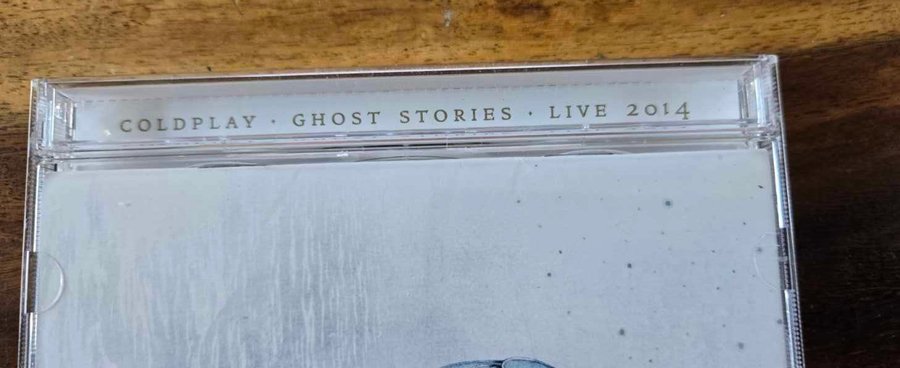 COLDPLAY · GHOST STORIES · LIVE 2014